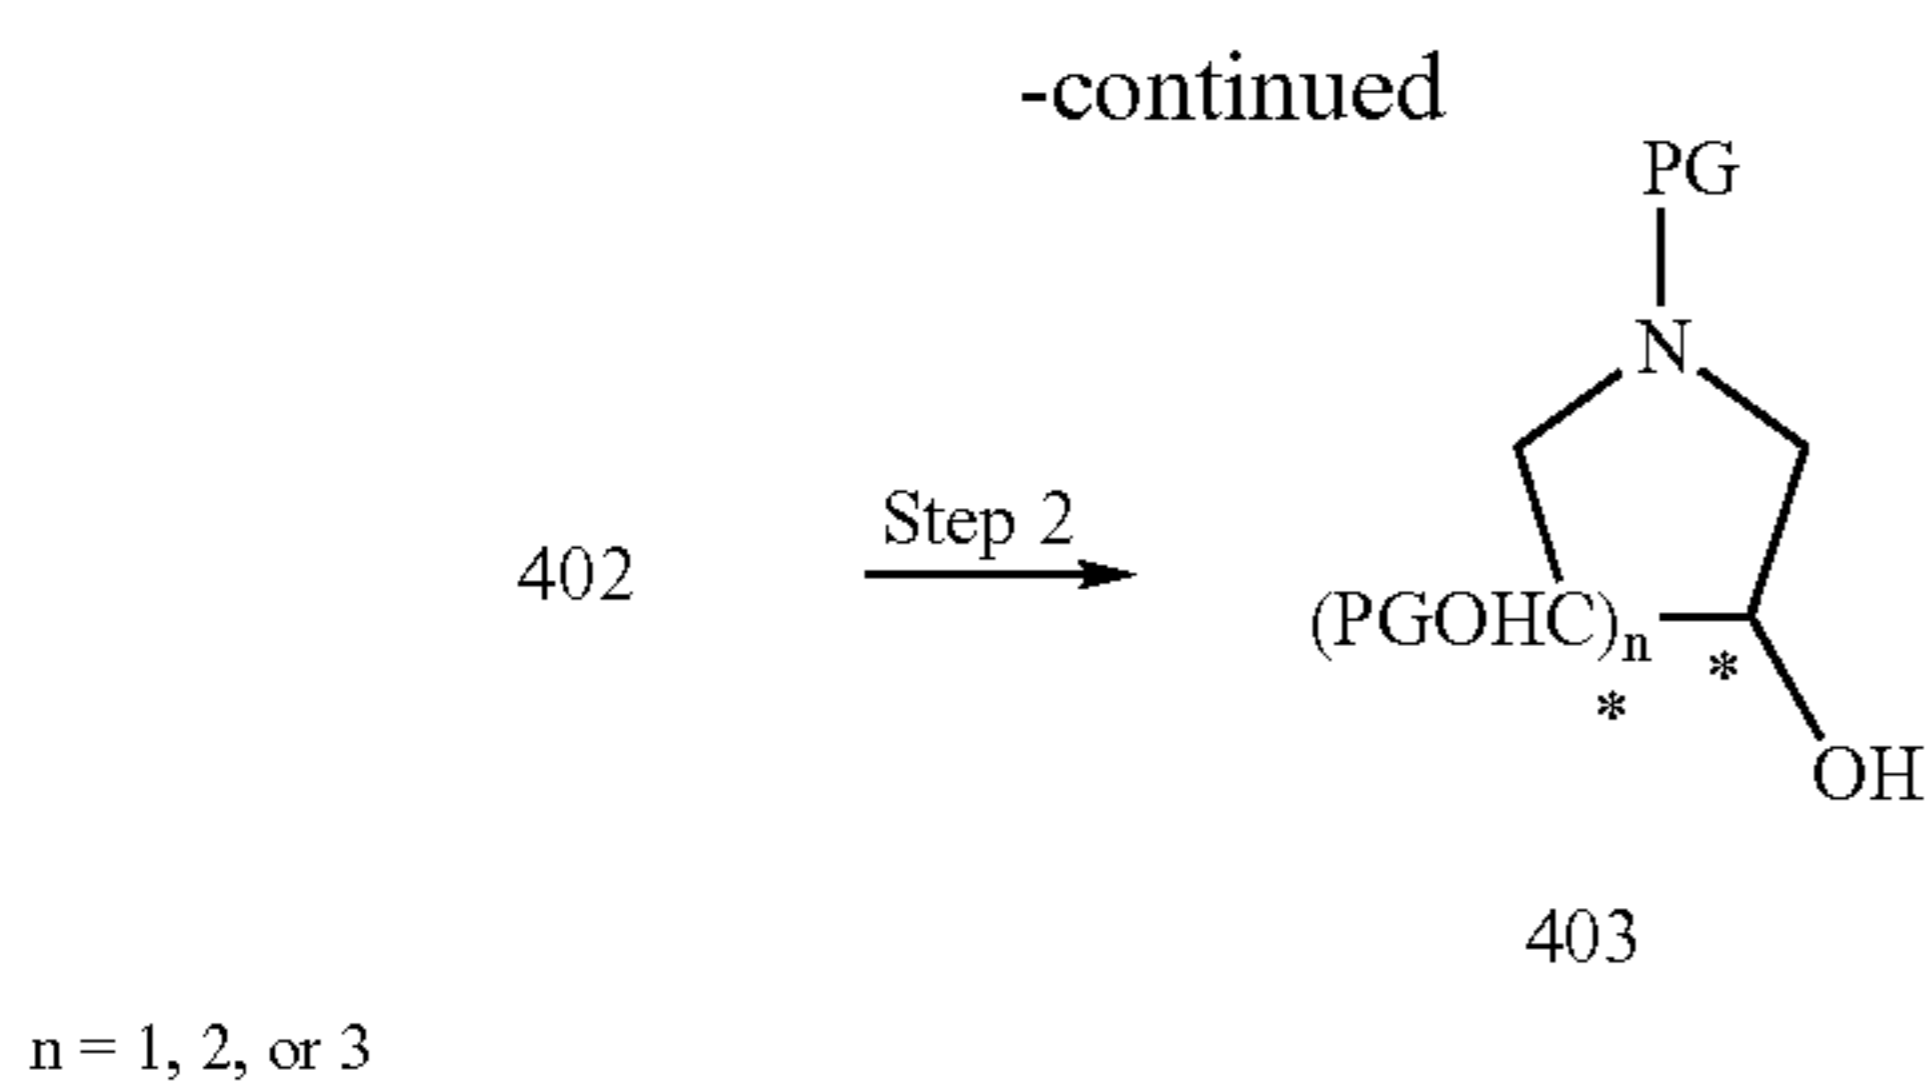 -continued
PG
N
Step 2
402
(PGOHC)n
*
*
OH
403
n = 1, 2, or 3